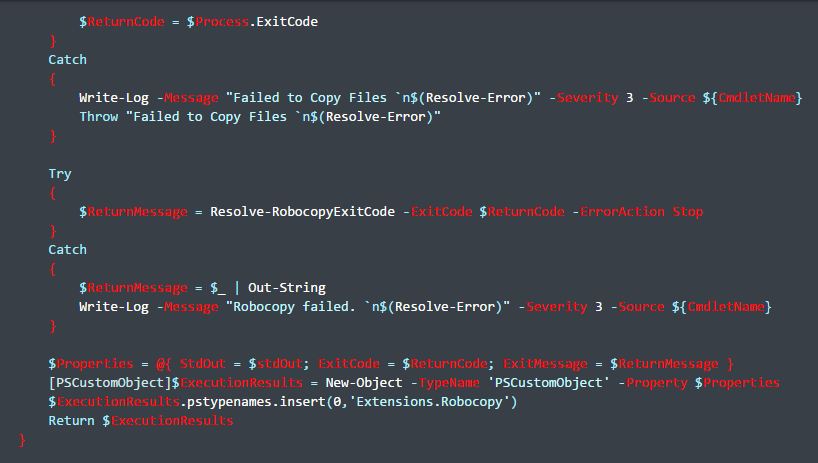 $ReturnCode = $Process.ExitCode
}
Catch
{
Write-Log -Message "Failed to Copy Files `n$(Resolve-Error)" -Severity 3 -Source ${CmdletName}
Throw "Failed to Copy Files `n$(Resolve-Error)"
}
Try
{
$ReturnMessage = Resolve-RobocopyExitCode -ExitCode $ReturnCode -ErrorAction Stop
}
Catch
{
$ReturnMessage = $_ | Out-String
Write-Log -Message "Robocopy failed. `n$(Resolve-Error)" -Severity 3 -Source ${CmdletName}
}
$Properties = @{ StdOut = $stdOut; ExitCode = $ReturnCode; ExitMessage = $ReturnMessage }
[PSCustomObject]$ExecutionResults = New-Object -TypeName 'PSCustomObject' -Property $Properties
$ExecutionResults.pstypenames.insert(0,'Extensions.Robocopy')
Return $ExecutionResults
}